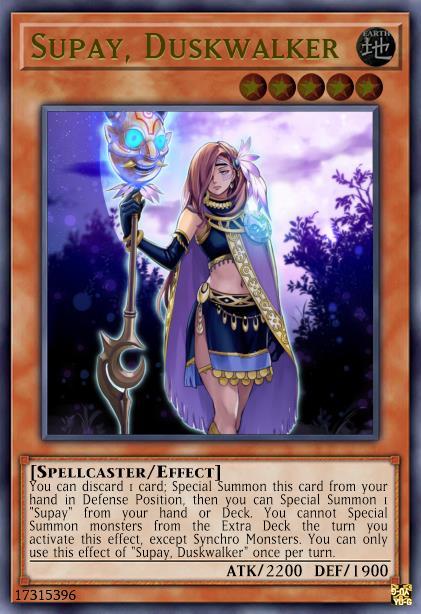 Supay, Duskwalker
EARTH
地
[Spellcaster/Effect]
You can discard 1 card; Special Summon this card from your
hand in Defense Position, then you can Special Summon 1
"Supay" from your hand or Deck. You cannot Special
Summon monsters from the Extra Deck the turn you
activate this effect, except Synchro Monsters. You can only
use this effect of "Supay, Duskwalker" once per turn.
ATK/2200 DEF/1900
17315396